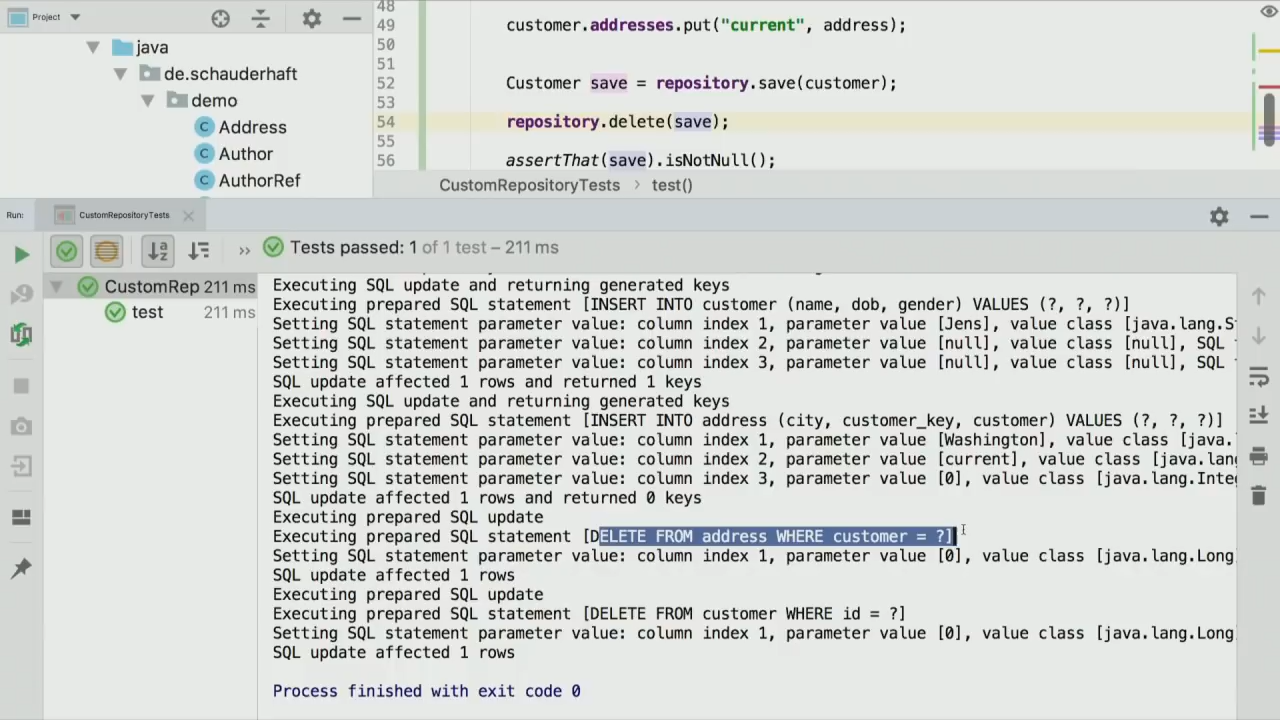 Project
java
de.schauderhaft
demo
Address
Author
AuthorRef
48
49 customer.addresses.put("current", address);
50
51
52 Customer save = repository.save(customer);
53
54 repository.delete(save);
55
56 assertThat(save).isNotNull();
CustomRepositoryTests > test()
Run: CustomRepositoryTests
» Tests passed: 1 of 1 test – 211 ms
CustomRep 211 ms
test 211 ms
Executing SQL update and returning generated keys
Executing prepared SQL statement [INSERT INTO customer (name, dob, gender) VALUES (?, ?, ?)]
Setting SQL statement parameter value: column index 1, parameter value [Jens], value class [java.lang.S
Setting SQL statement parameter value: column index 2, parameter value [null], value class [null], SQL
Setting SQL statement parameter value: column index 3, parameter value [null], value class [null], SQL
SQL update affected 1 rows and returned 1 keys
Executing SQL update and returning generated keys
Executing prepared SQL statement [INSERT INTO address (city, customer_key, customer) VALUES (?, ?, ?)]
Setting SQL statement parameter value: column index 1, parameter value [Washington], value class [java.
Setting SQL statement parameter value: column index 2, parameter value [current], value class [java.lan
Setting SQL statement parameter value: column index 3, parameter value [0], value class [java.lang.Inte
SQL update affected 1 rows and returned 0 keys
Executing prepared SQL update
Executing prepared SQL statement [DELETE FROM address WHERE customer = ?]
Setting SQL statement parameter value: column index 1, parameter value [0], value class [java.lang.Long
SQL update affected 1 rows
Executing prepared SQL update
Executing prepared SQL statement [DELETE FROM customer WHERE id = ?]
Setting SQL statement parameter value: column index 1, parameter value [0], value class [java.lang.Long
SQL update affected 1 rows
Process finished with exit code 0